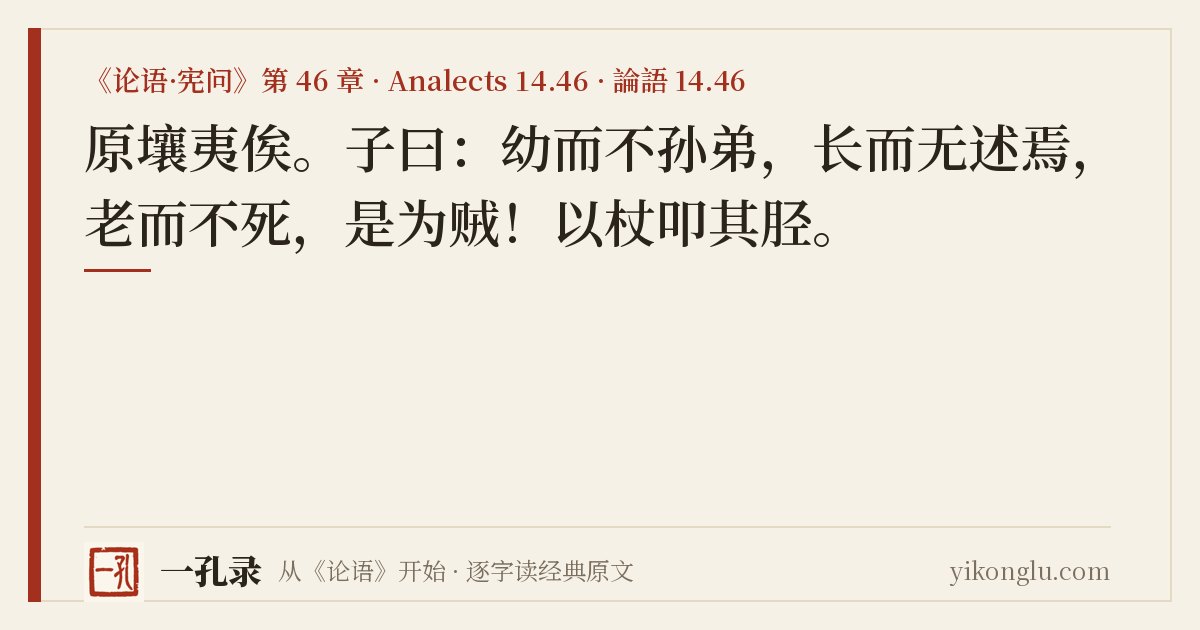 《论语·宪问》第 46 章 · Analects 14.46 · 論語 14.46
原壤夷俟。子曰：幼而不孙弟，长而无述焉，
老而不死，是为贼！以杖叩其胫。
一孔
一孔录 从《论语》开始 · 逐字读经典原文 yikonglu.com